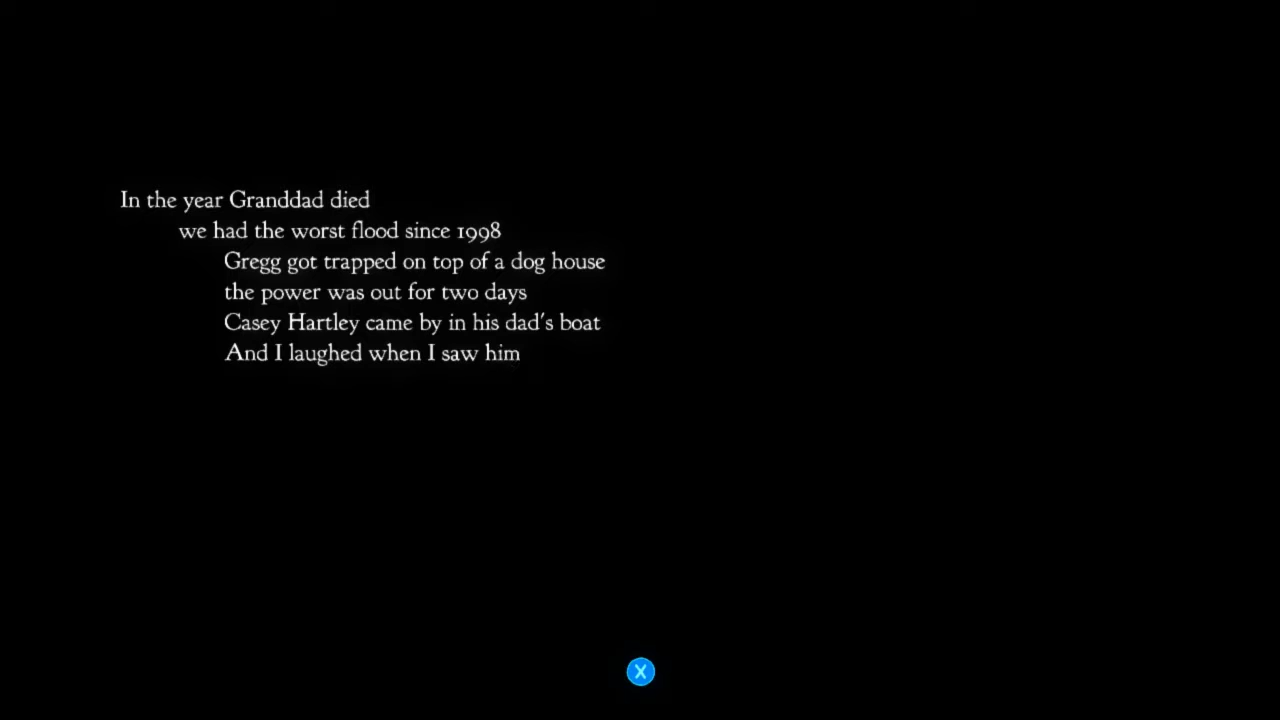 In the year Granddad died
we had the worst flood since 1998
Gregg got trapped on top of a dog house
the power was out for two days
Casey Hartley came by in his dad's boat
And I laughed when I saw him
X